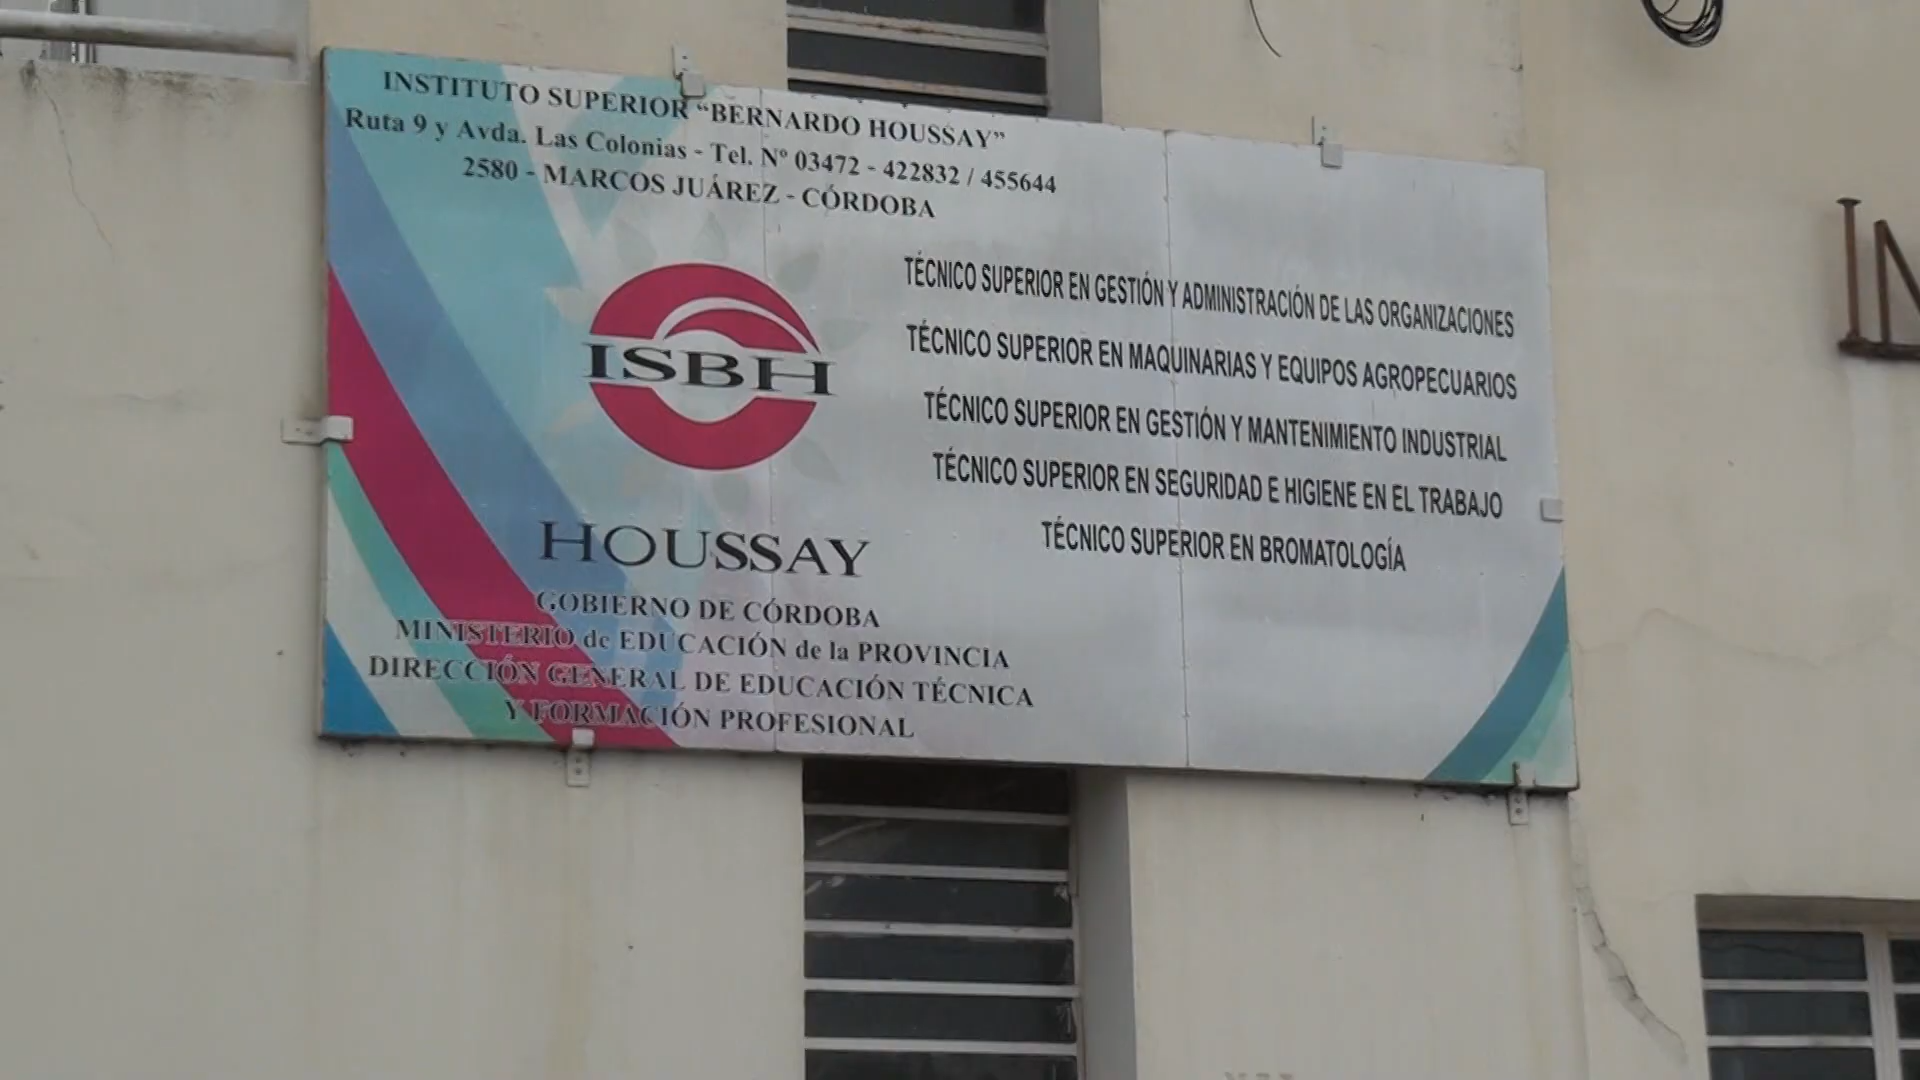 INSTITUTO SUPERIOR “BERNARDO HOUSSAY”
Ruta 9 y Avda. Las Colonias - Tel. Nº 03472 - 422832 / 455644
2580 - MARCOS JUÁREZ - CÓRDOBA
ISBH
HOUSSAY
GOBIERNO DE CÓRDOBA
MINISTERIO de EDUCACIÓN de la PROVINCIA
DIRECCIÓN GENERAL DE EDUCACIÓN TÉCNICA
Y FORMACIÓN PROFESIONAL
TÉCNICO SUPERIOR EN GESTIÓN Y ADMINISTRACIÓN DE LAS ORGANIZACIONES
TÉCNICO SUPERIOR EN MAQUINARIAS Y EQUIPOS AGROPECUARIOS
TÉCNICO SUPERIOR EN GESTIÓN Y MANTENIMIENTO INDUSTRIAL
TÉCNICO SUPERIOR EN SEGURIDAD E HIGIENE EN EL TRABAJO
TÉCNICO SUPERIOR EN BROMATOLOGÍA